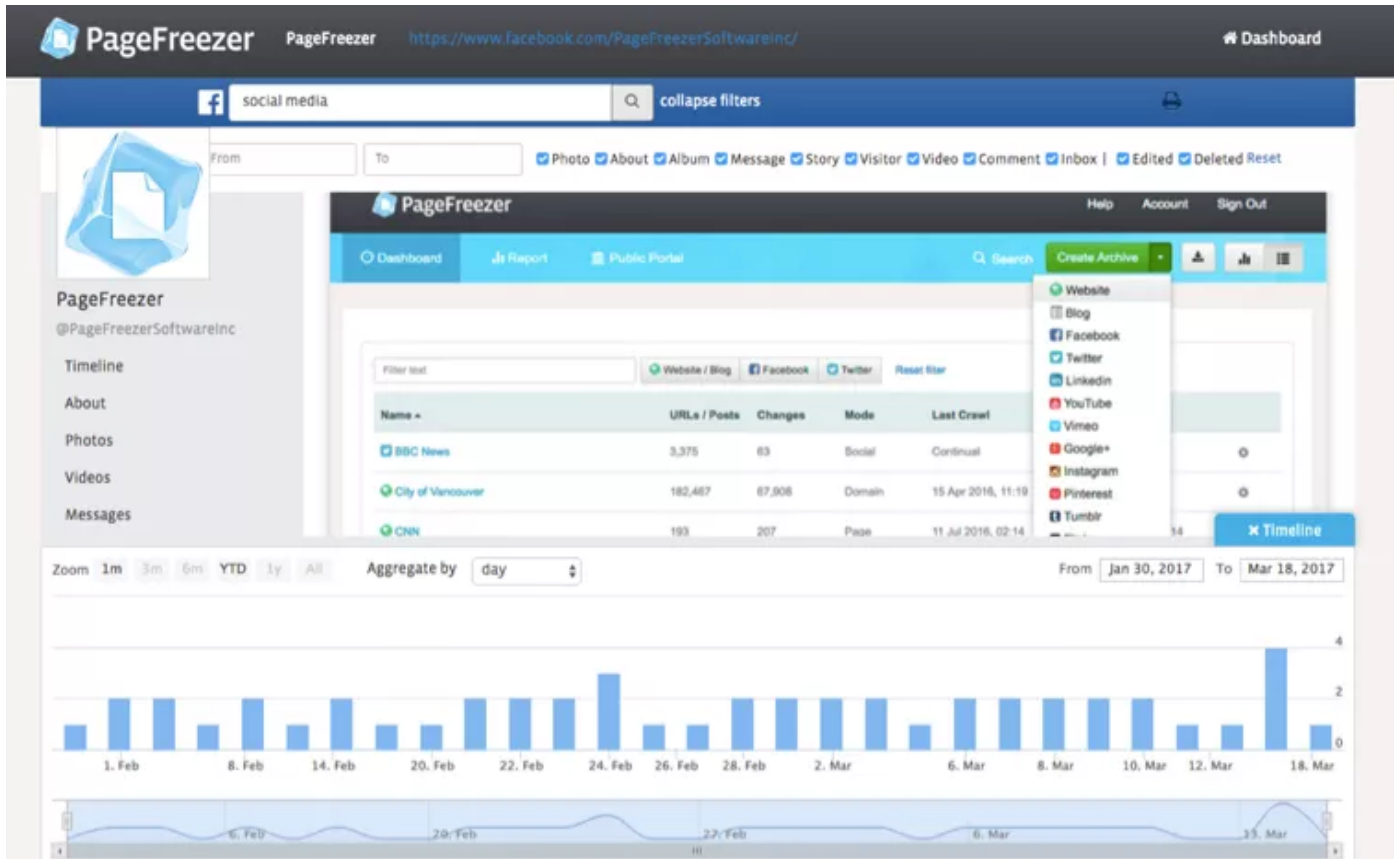 PageFreezer PageFreezer https://www.facebook.com/PageFreezerSoftwareInc/ Dashboard
social media collapse filters
From To Photo About Album Message Story Visitor Video Comment Inbox | Edited Deleted Reset
PageFreezer Help Account Sign Out
Dashboard Report Public Portal Search Create Archive
Website
Blog
Facebook
Twitter
Linkedin
YouTube
Vimeo
Google+
Instagram
Pinterest
Tumblr
Filter text Website / Blog Facebook Twitter Reset filter
Name URLs / Posts Changes Mode Last Crawl
BBC News 3,375 63 Social Continual
City of Vancouver 182,467 67,906 Domain 15 Apr 2016, 11:19
CNN 193 207 Page 11 Jul 2016, 02:14 14
PageFreezer
@PageFreezerSoftwareInc
Timeline
About
Photos
Videos
Messages
× Timeline
Zoom 1m 3m 6m YTD 1y All Aggregate by day From Jan 30, 2017 To Mar 18, 2017
4
2
0
1. Feb 8. Feb 14. Feb 20. Feb 22. Feb 24. Feb 26. Feb 28. Feb 2. Mar 6. Mar 8. Mar 10. Mar 12. Mar 18. Mar
6. Feb 20. Feb 27. Feb 6. Mar 13. Mar